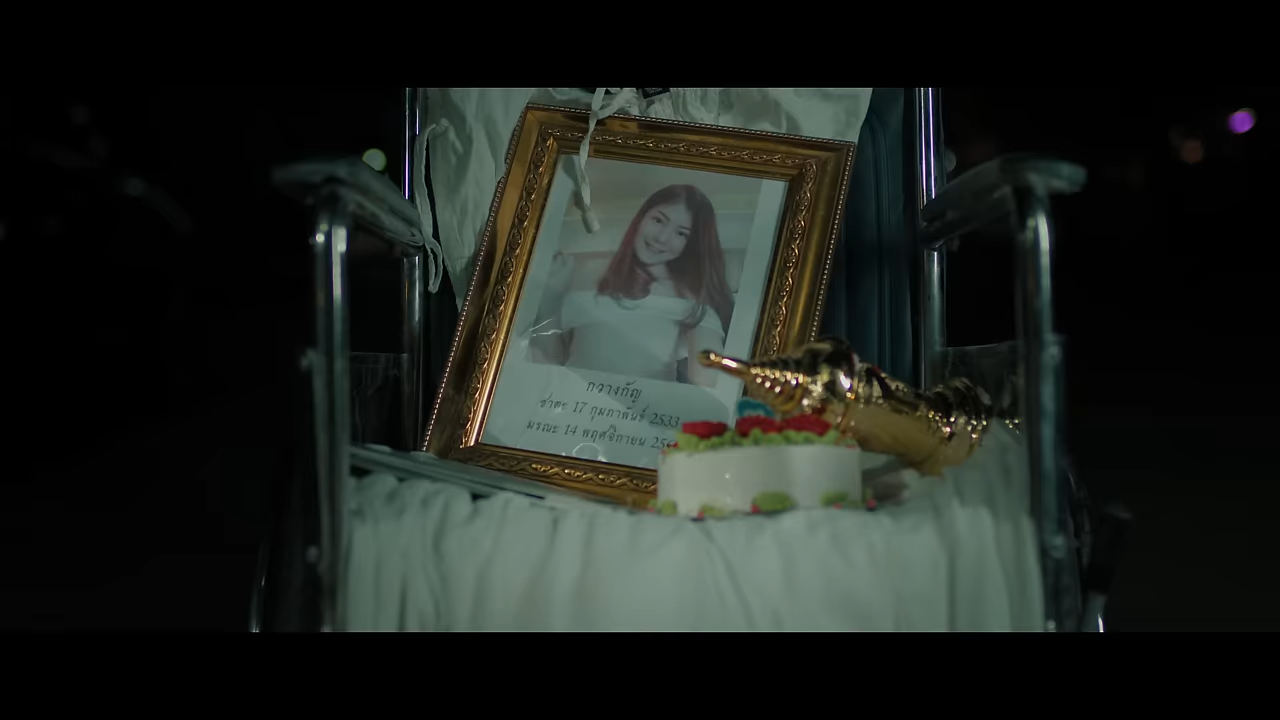 กวางกัญ
ชาตะ 17 กุมภาพันธ์ 2533
มรณะ 14 พฤศจิกายน